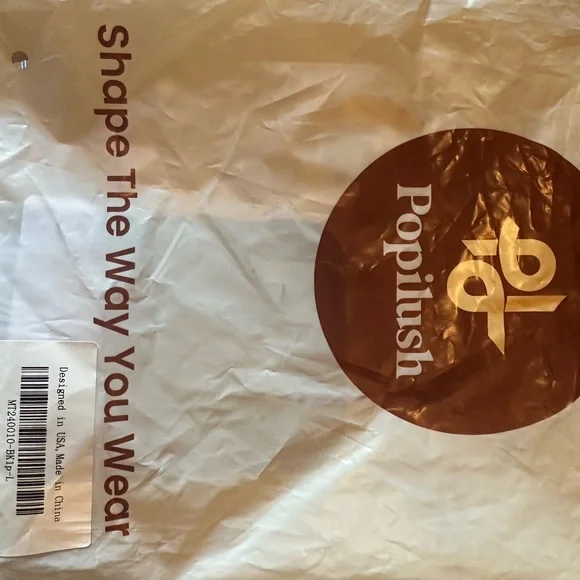 Popilush
Shape The Way You Wear
Designed in USA, Made in China
MT240010-BK1p-L